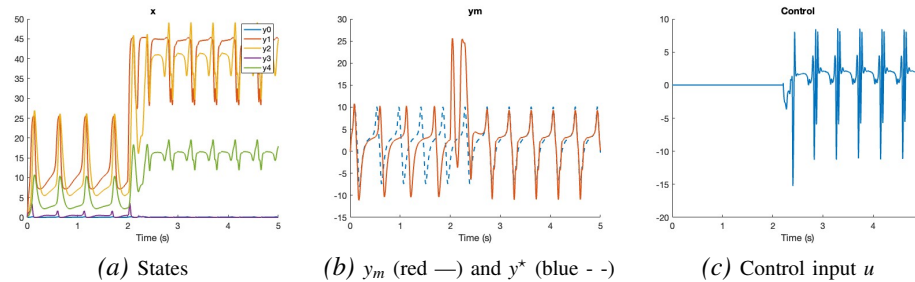 x
50
45
40
35
30
25
20
15
10
5
0
y0
y1
y2
y3
y4
0 1 2 3 4 5
Time (s)
ym
30
25
20
15
10
5
0
-5
-10
-15
0 1 2 3 4 5
Time (s)
Control
10
5
0
-5
-10
-15
-20
0 1 2 3 4
Time (s)
(a) States
(b) yₘ (red —) and y⋆ (blue - -)
(c) Control input u